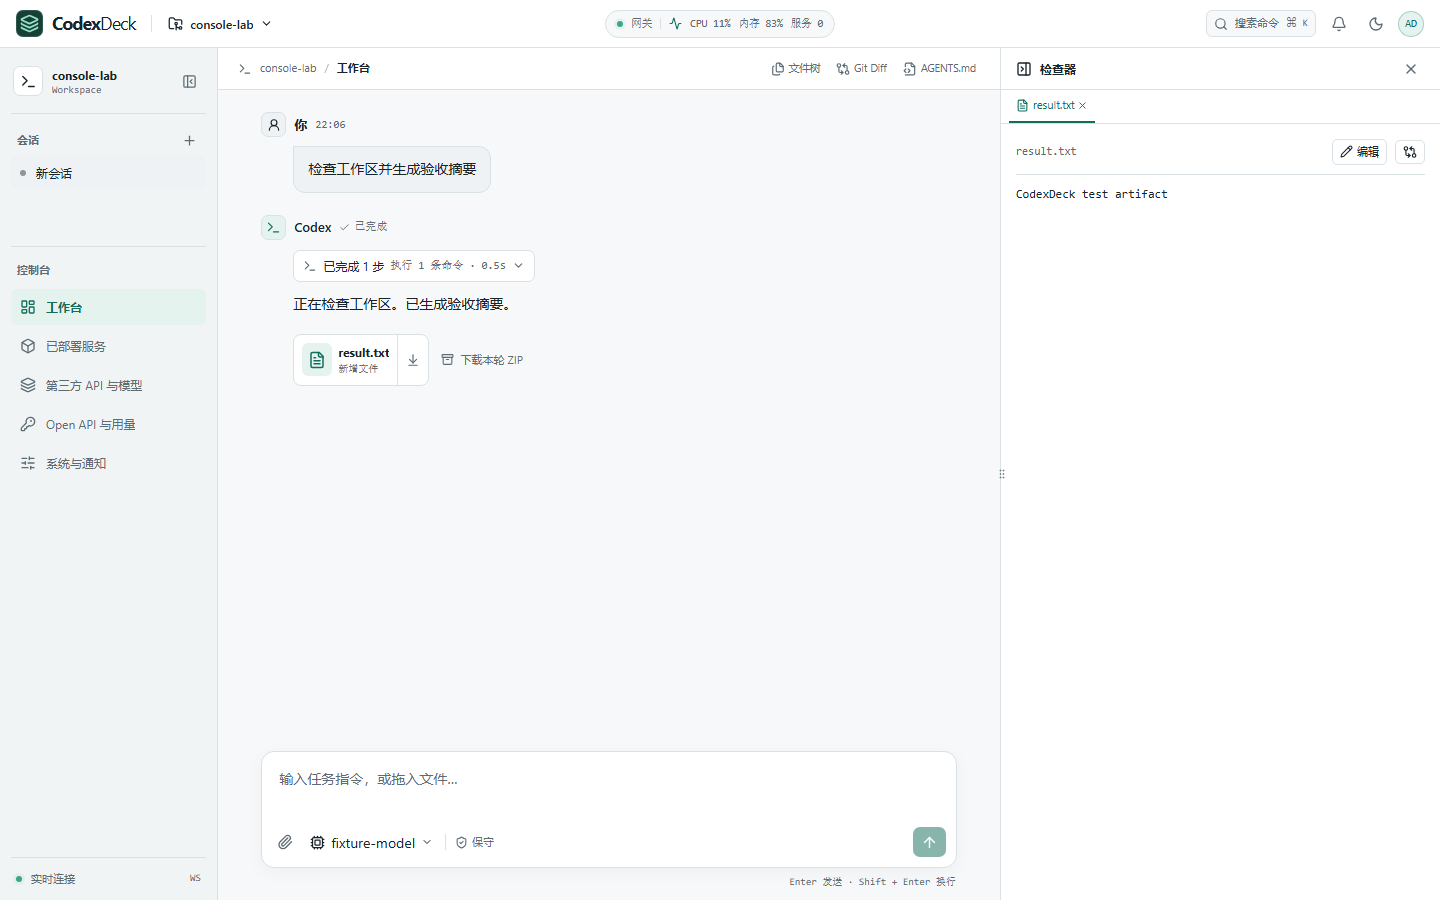 CodexDeck
console-lab
网关 CPU 11% 内存 83% 服务 0
搜索命令 ⌘ K
AD
console-lab
Workspace
会话
新会话
控制台
工作台
已部署服务
第三方 API 与模型
Open API 与用量
系统与通知
实时连接 WS
console-lab / 工作台
文件树 Git Diff AGENTS.md
你 22:06
检查工作区并生成验收摘要
Codex 已完成
已完成 1 步 执行 1 条命令 · 0.5s
正在检查工作区。已生成验收摘要。
result.txt
新增文件
下载本轮 ZIP
输入任务指令，或拖入文件...
fixture-model 保守
Enter 发送 · Shift + Enter 换行
检查器
result.txt
result.txt 编辑
CodexDeck test artifact